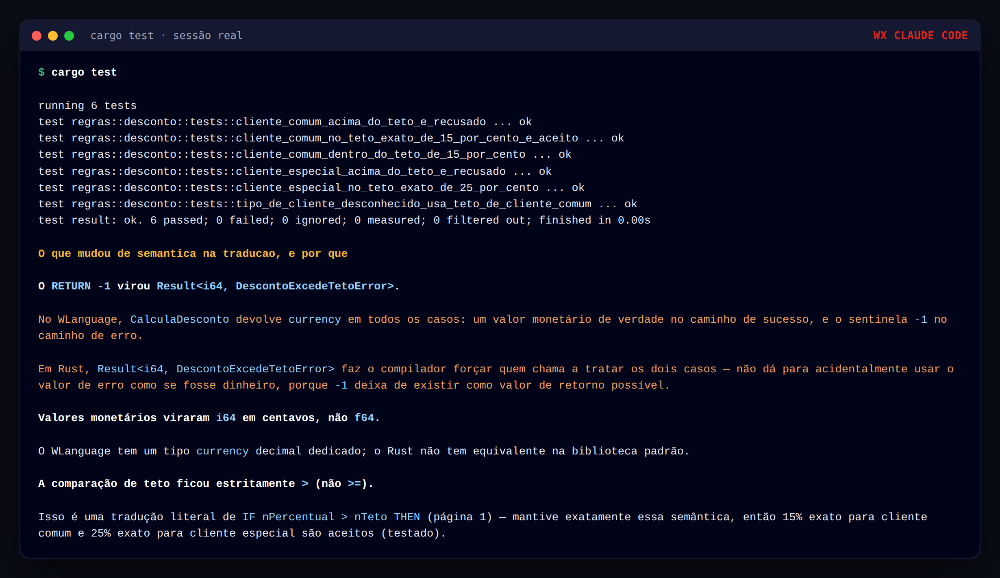 cargo test · sessão real
WX CLAUDE CODE
$ cargo test
running 6 tests
test regras::desconto::tests::cliente_comum_acima_do_teto_e_recusado ... ok
test regras::desconto::tests::cliente_comum_no_teto_exato_de_15_por_cento_e_aceito ... ok
test regras::desconto::tests::cliente_comum_dentro_do_teto_de_15_por_cento ... ok
test regras::desconto::tests::cliente_especial_acima_do_teto_e_recusado ... ok
test regras::desconto::tests::cliente_especial_no_teto_exato_de_25_por_cento ... ok
test regras::desconto::tests::tipo_de_cliente_desconhecido_usa_teto_de_cliente_comum ... ok
test result: ok. 6 passed; 0 failed; 0 ignored; 0 measured; 0 filtered out; finished in 0.00s
O que mudou de semantica na traducao, e por que
O RETURN -1 virou Result<i64, DescontoExcedeTetoError>.
No WLanguage, CalculaDesconto devolve currency em todos os casos: um valor monetário de verdade no caminho de sucesso, e o sentinela -1 no
caminho de erro.
Em Rust, Result<i64, DescontoExcedeTetoError> faz o compilador forçar quem chama a tratar os dois casos — não dá para acidentalmente usar o
valor de erro como se fosse dinheiro, porque -1 deixa de existir como valor de retorno possível.
Valores monetários viraram i64 em centavos, não f64.
O WLanguage tem um tipo currency decimal dedicado; o Rust não tem equivalente na biblioteca padrão.
A comparação de teto ficou estritamente > (não >=).
Isso é uma tradução literal de IF nPercentual > nTeto THEN (página 1) — mantive exatamente essa semântica, então 15% exato para cliente
comum e 25% exato para cliente especial são aceitos (testado).